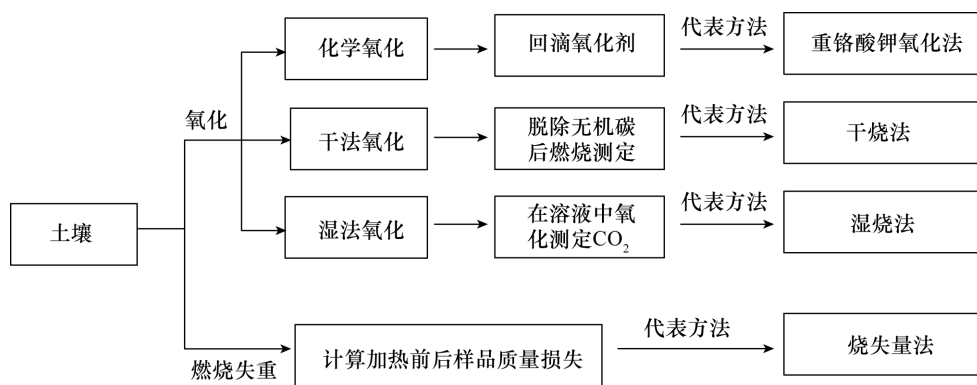 化学氧化
回滴氧化剂
代表方法
重铬酸钾氧化法
氧化
干法氧化
脱除无机碳
后燃烧测定
代表方法
干烧法
土壤
湿法氧化
在溶液中氧
化测定CO₂
代表方法
湿烧法
燃烧失重
计算加热前后样品质量损失
代表方法
烧失量法